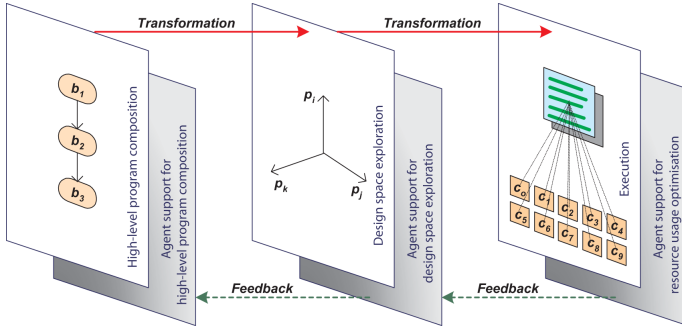 Transformation
Transformation
b1
b2
b3
High-level program composition
Agent support for
high-level program composition
pi
pk
pj
Design space exploration
Agent support for
design space exploration
c0
c1
c2
c3
c4
c5
c6
c7
c8
c9
Execution
Agent support for
resource usage optimisation
Feedback
Feedback